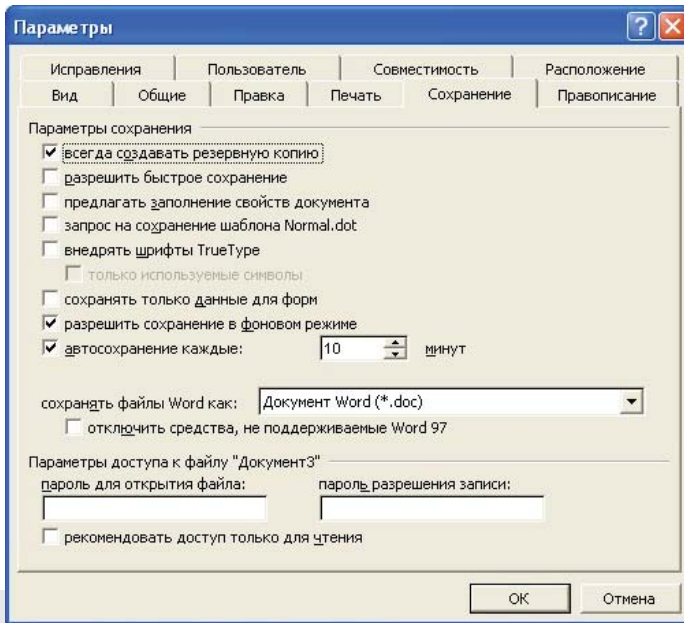 Параметры
Исправления Пользователь Совместимость Расположение
Вид Общие Правка Печать Сохранение Правописание
Параметры сохранения
всегда создавать резервную копию
разрешить быстрое сохранение
предлагать заполнение свойств документа
запрос на сохранение шаблона Normal.dot
внедрять шрифты TrueType
только используемые символы
сохранять только данные для форм
разрешить сохранение в фоновом режиме
автосохранение каждые: 10 минут
сохранять файлы Word как: Документ Word (*.doc)
отключить средства, не поддерживаемые Word 97
Параметры доступа к файлу "Документ3"
пароль для открытия файла: пароль разрешения записи:
рекомендовать доступ только для чтения
ОК Отмена